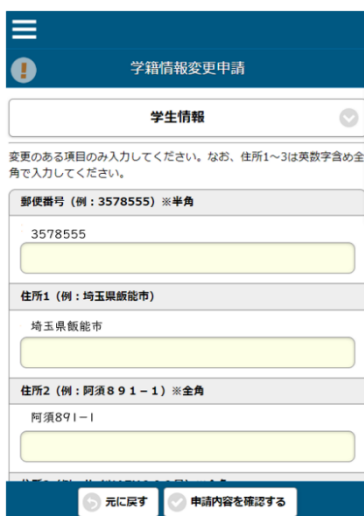 学籍情報変更申請
学生情報
変更のある項目のみ入力してください。なお、住所1~3は英数字含め全
角で入力してください。
郵便番号(例:3578555)※半角
3578555
住所1(例:埼玉県飯能市)
埼玉県飯能市
住所2(例:阿須891-1)※全角
阿須891-1
元に戻す
申請内容を確認する